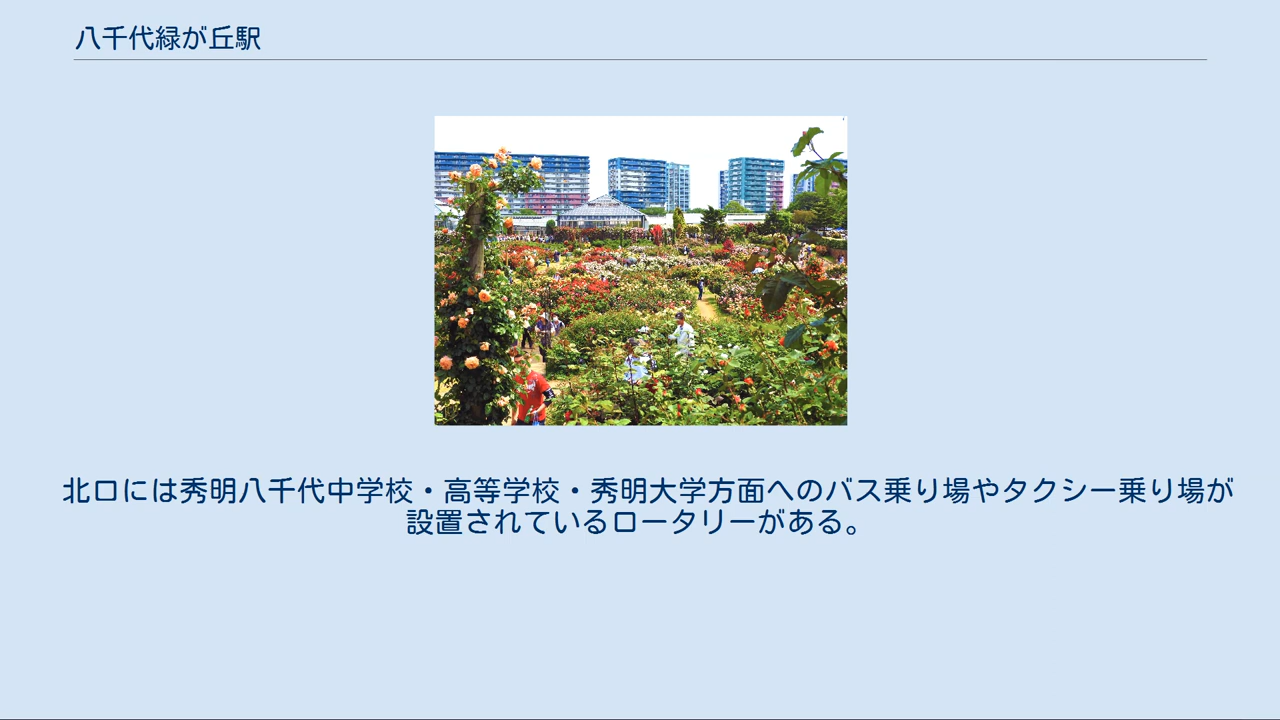 八千代緑が丘駅
北口には秀明八千代中学校・高等学校・秀明大学方面へのバス乗り場やタクシー乗り場が
設置されているロータリーがある。